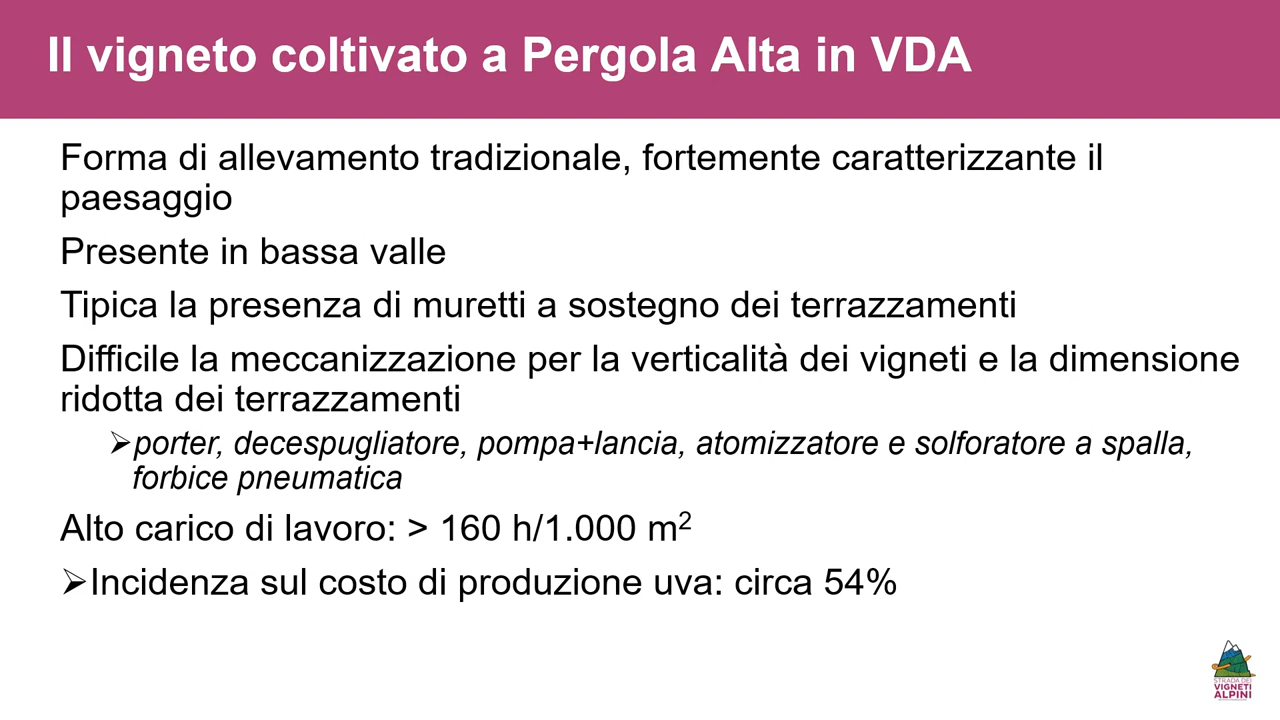 Il vigneto coltivato a Pergola Alta in VDA
Forma di allevamento tradizionale, fortemente caratterizzante il
paesaggio
Presente in bassa valle
Tipica la presenza di muretti a sostegno dei terrazzamenti
Difficile la meccanizzazione per la verticalità dei vigneti e la dimensione
ridotta dei terrazzamenti
➢porter, decespugliatore, pompa+lancia, atomizzatore e solforatore a spalla,
forbice pneumatica
Alto carico di lavoro: > 160 h/1.000 m²
➢Incidenza sul costo di produzione uva: circa 54%
STRADA DEI
VIGNETI
ALPINI